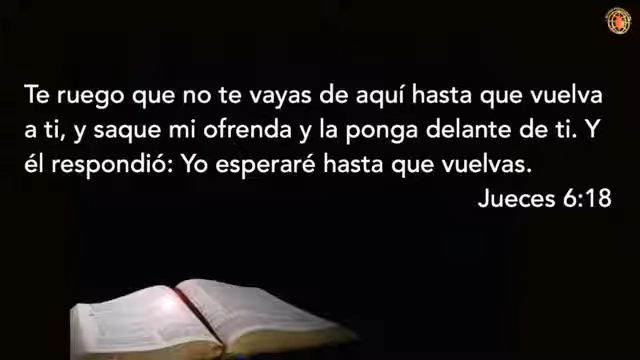 Te ruego que no te vayas de aquí hasta que vuelva
a ti, y saque mi ofrenda y la ponga delante de ti. Y
él respondió: Yo esperaré hasta que vuelvas.
Jueces 6:18